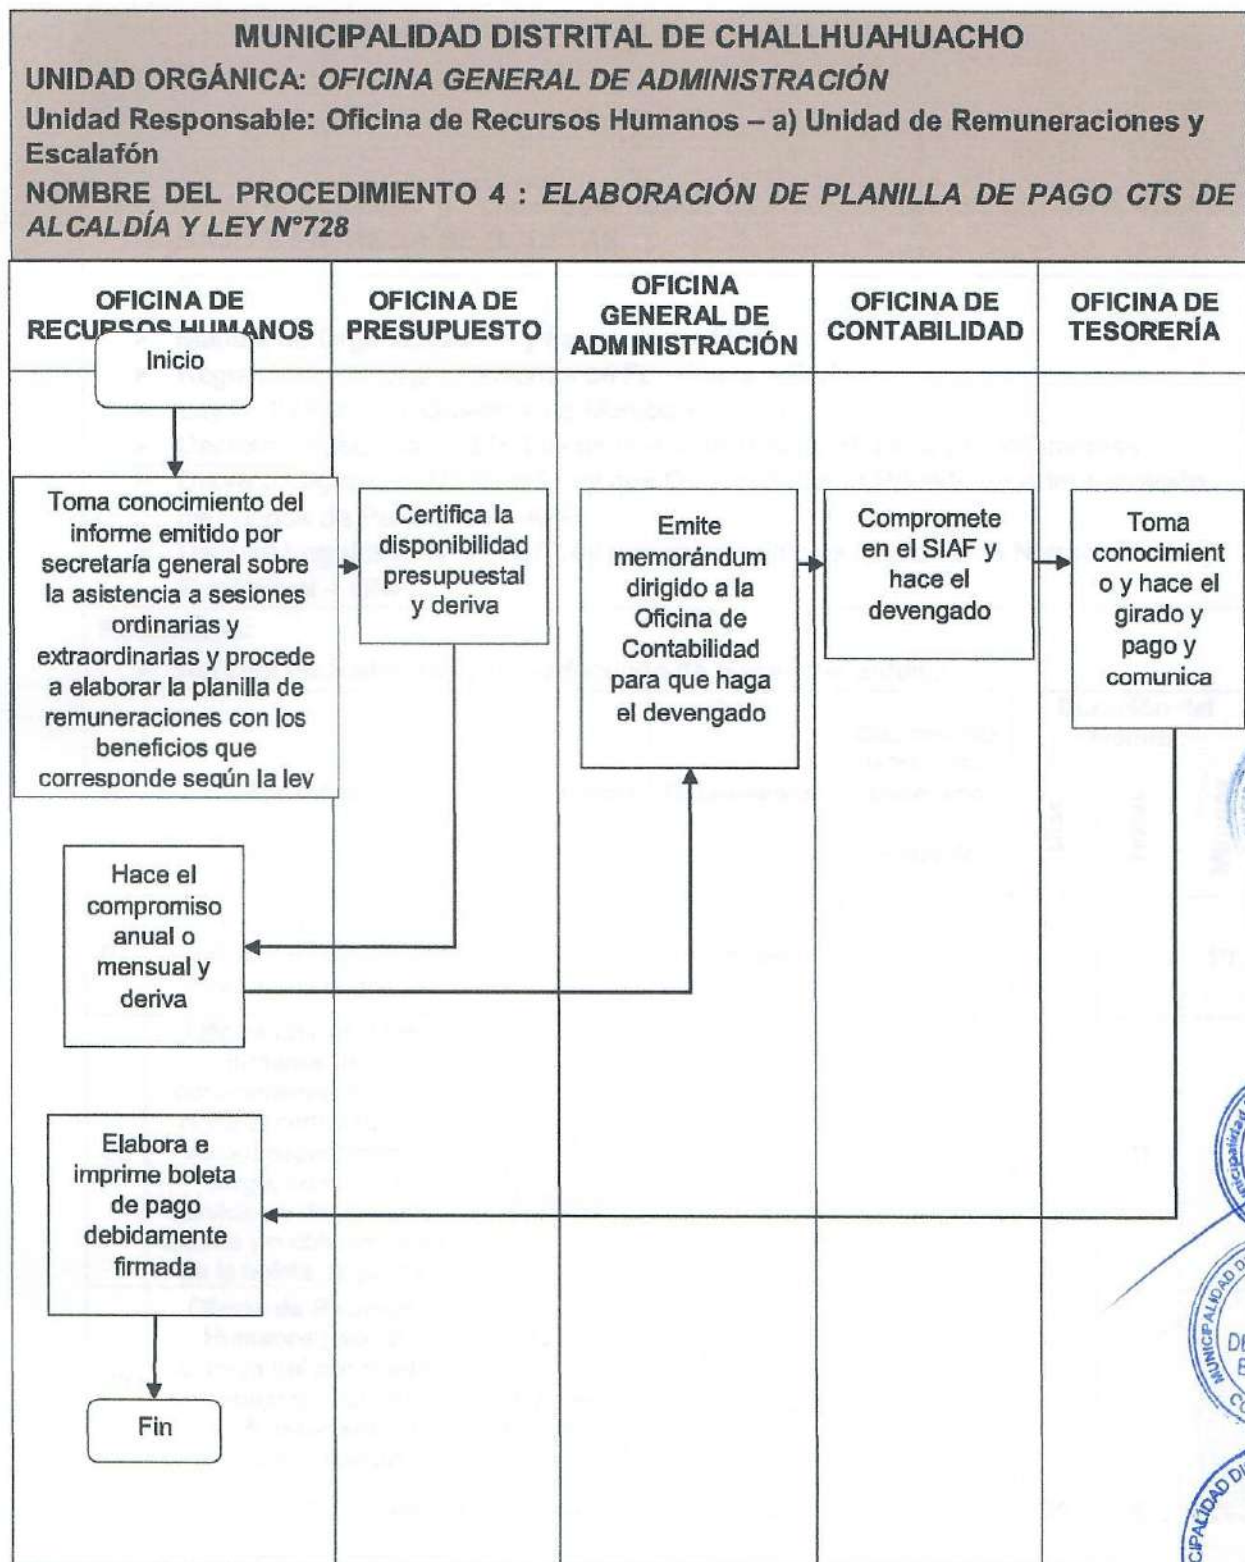 MUNICIPALIDAD DISTRITAL DE CHALLHUAHUACHO
UNIDAD ORGÁNICA: OFICINA GENERAL DE ADMINISTRACIÓN
Unidad Responsable: Oficina de Recursos Humanos – a) Unidad de Remuneraciones y
Escalafón
NOMBRE DEL PROCEDIMIENTO 4 : ELABORACIÓN DE PLANILLA DE PAGO CTS DE
ALCALDÍA Y LEY N°728
OFICINA DE
RECURSOS HUMANOS
OFICINA DE
PRESUPUESTO
OFICINA
GENERAL DE
ADMINISTRACIÓN
OFICINA DE
CONTABILIDAD
OFICINA DE
TESORERÍA
Inicio
Toma conocimiento del
informe emitido por
secretaría general sobre
la asistencia a sesiones
ordinarias y
extraordinarias y procede
a elaborar la planilla de
remuneraciones con los
beneficios que
corresponde según la ley
Certifica la
disponibilidad
presupuestal
y deriva
Emite
memorándum
dirigido a la
Oficina de
Contabilidad
para que haga
el devengado
Compromete
en el SIAF y
hace el
devengado
Toma
conocimient
o y hace el
girado y
pago y
comunica
Hace el
compromiso
anual o
mensual y
deriva
Elabora e
imprime boleta
de pago
debidamente
firmada
Fin
MUNICIPALIDAD